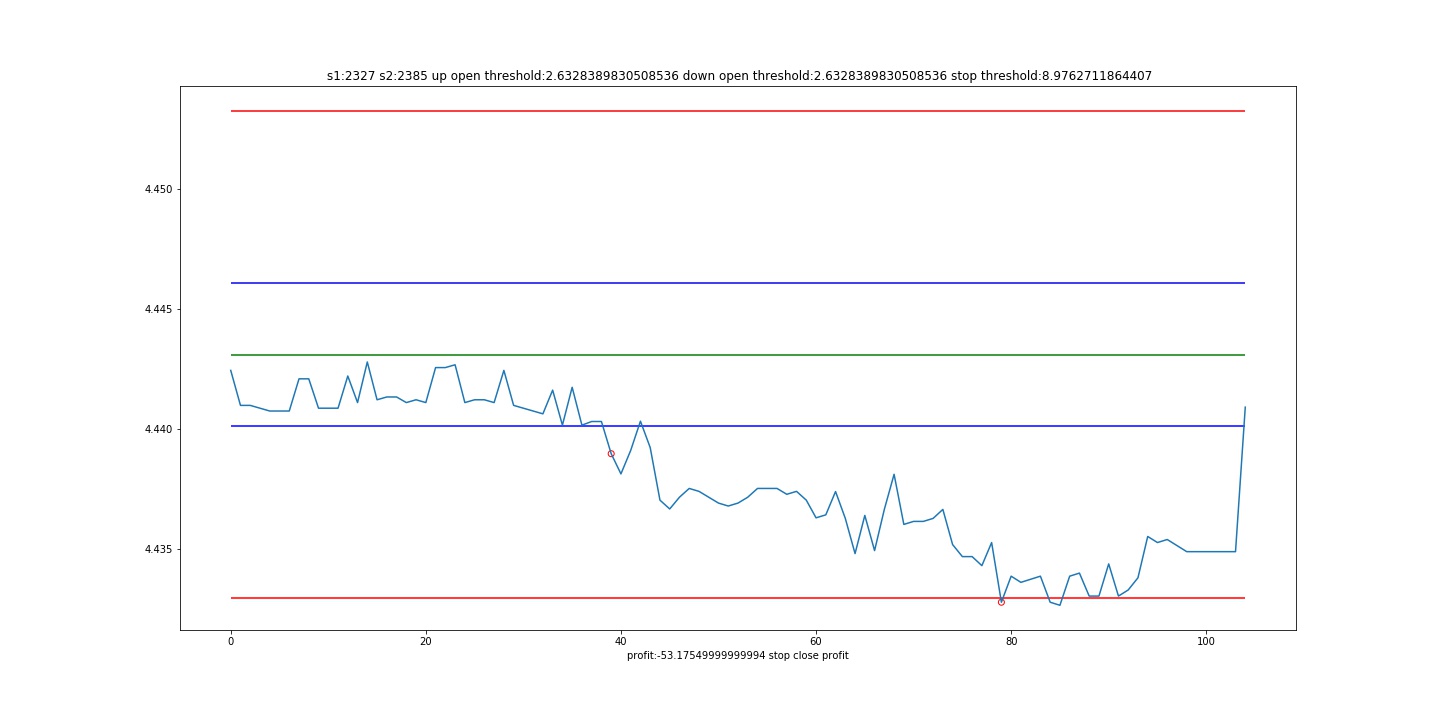 s1:2327 s2:2385 up open threshold:2.6328389830508536 down open threshold:2.6328389830508536 stop threshold:8.9762711864407
4.450
4.445
4.440
4.435
0 20 40 60 80 100
profit:-53.17549999999994 stop close profit